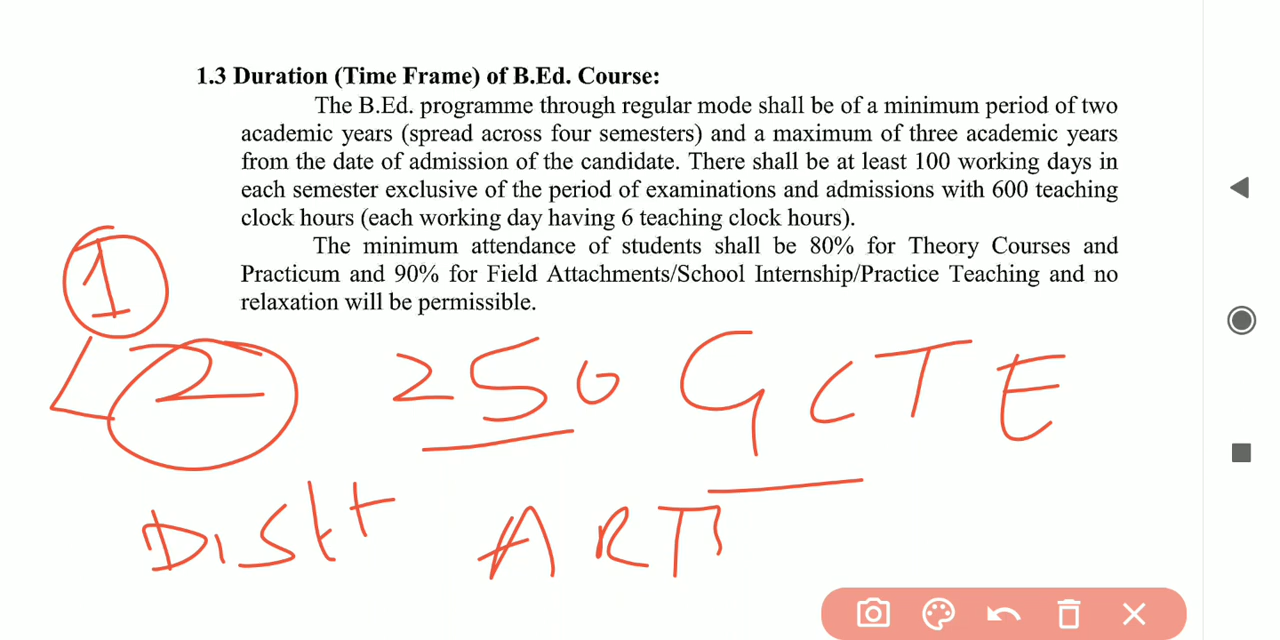 1.3 Duration (Time Frame) of B.Ed. Course:
The B.Ed. programme through regular mode shall be of a minimum period of two
academic years (spread across four semesters) and a maximum of three academic years
from the date of admission of the candidate. There shall be at least 100 working days in
each semester exclusive of the period of examinations and admissions with 600 teaching
clock hours (each working day having 6 teaching clock hours).
The minimum attendance of students shall be 80% for Theory Courses and
Practicum and 90% for Field Attachments/School Internship/Practice Teaching and no
relaxation will be permissible.
1
2 250 GCTE
Distt ART